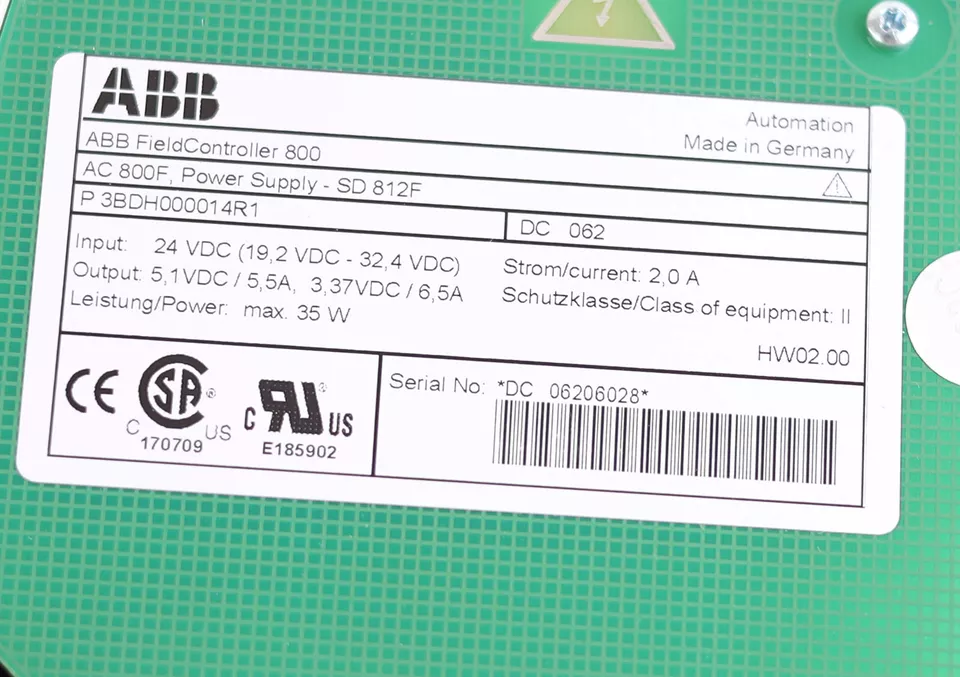 ABB
Automation
Made in Germany
ABB FieldController 800
AC 800F, Power Supply - SD 812F
P 3BDH000014R1
DC 062
Input: 24 VDC (19,2 VDC - 32,4 VDC)
Output: 5,1VDC / 5,5A, 3,37VDC / 6,5A
Leistung/Power: max. 35 W
Strom/current: 2,0 A
Schutzklasse/Class of equipment: II
HW02.00
CE
SA ®
C US
170709
C RU ® US
E185902
Serial No: *DC 06206028*